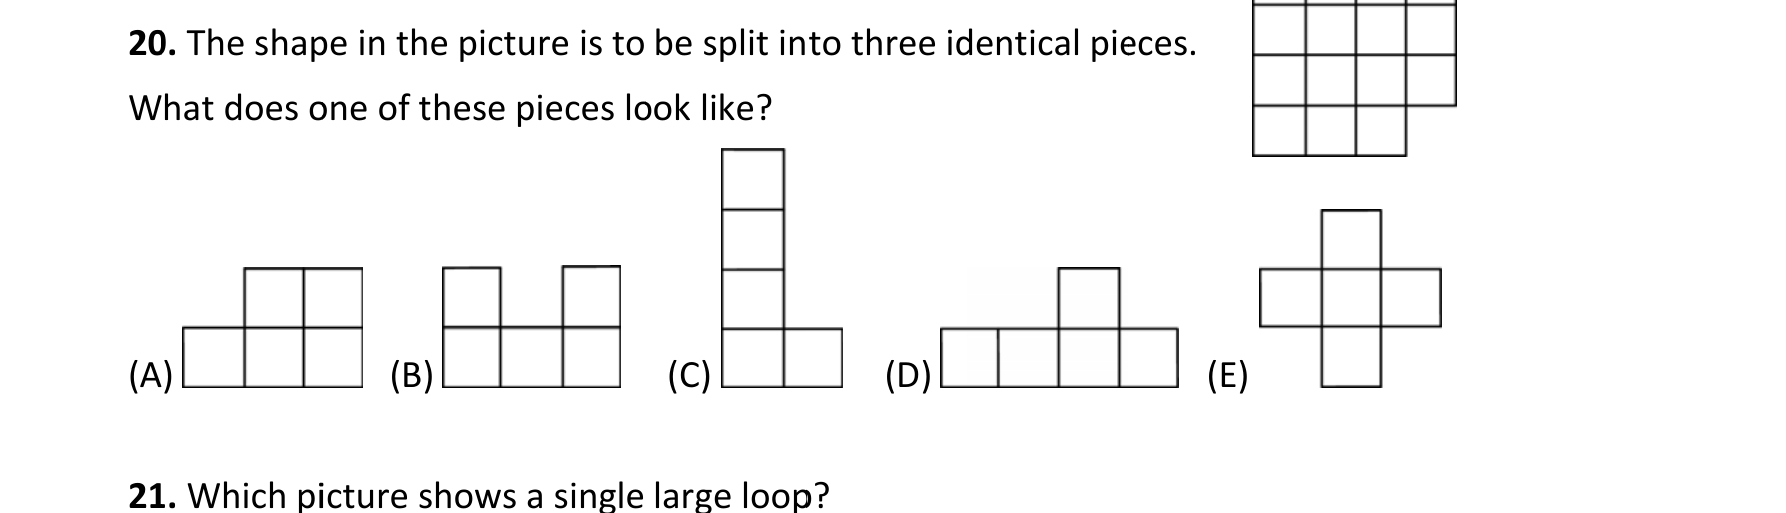 20. The shape in the picture is to be split into three identical pieces.
What does one of these pieces look like?
(A) (B) (C) (D) (E)
21. Which picture shows a single large loop?